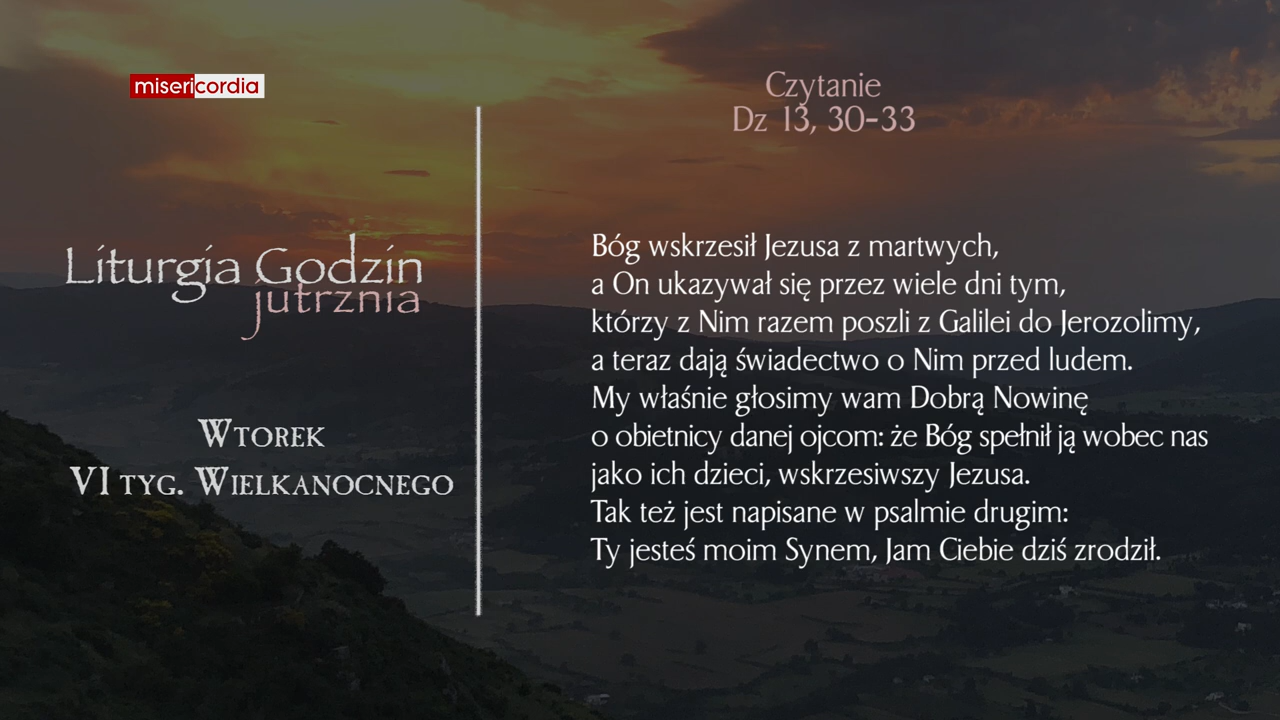 misericordia
Liturgia Godzin
jutrznia
Wtorek
VI tyg. Wielkanocnego
Czytanie
Dz 13, 30-33
Bóg wskrzesił Jezusa z martwych,
a On ukazywał się przez wiele dni tym,
którzy z Nim razem poszli z Galilei do Jerozolimy,
a teraz dają świadectwo o Nim przed ludem.
My właśnie głosimy wam Dobrą Nowinę
o obietnicy danej ojcom: że Bóg spełnił ją wobec nas
jako ich dzieci, wskrzesiwszy Jezusa.
Tak też jest napisane w psalmie drugim:
Ty jesteś moim Synem, Jam Ciebie dziś zrodził.